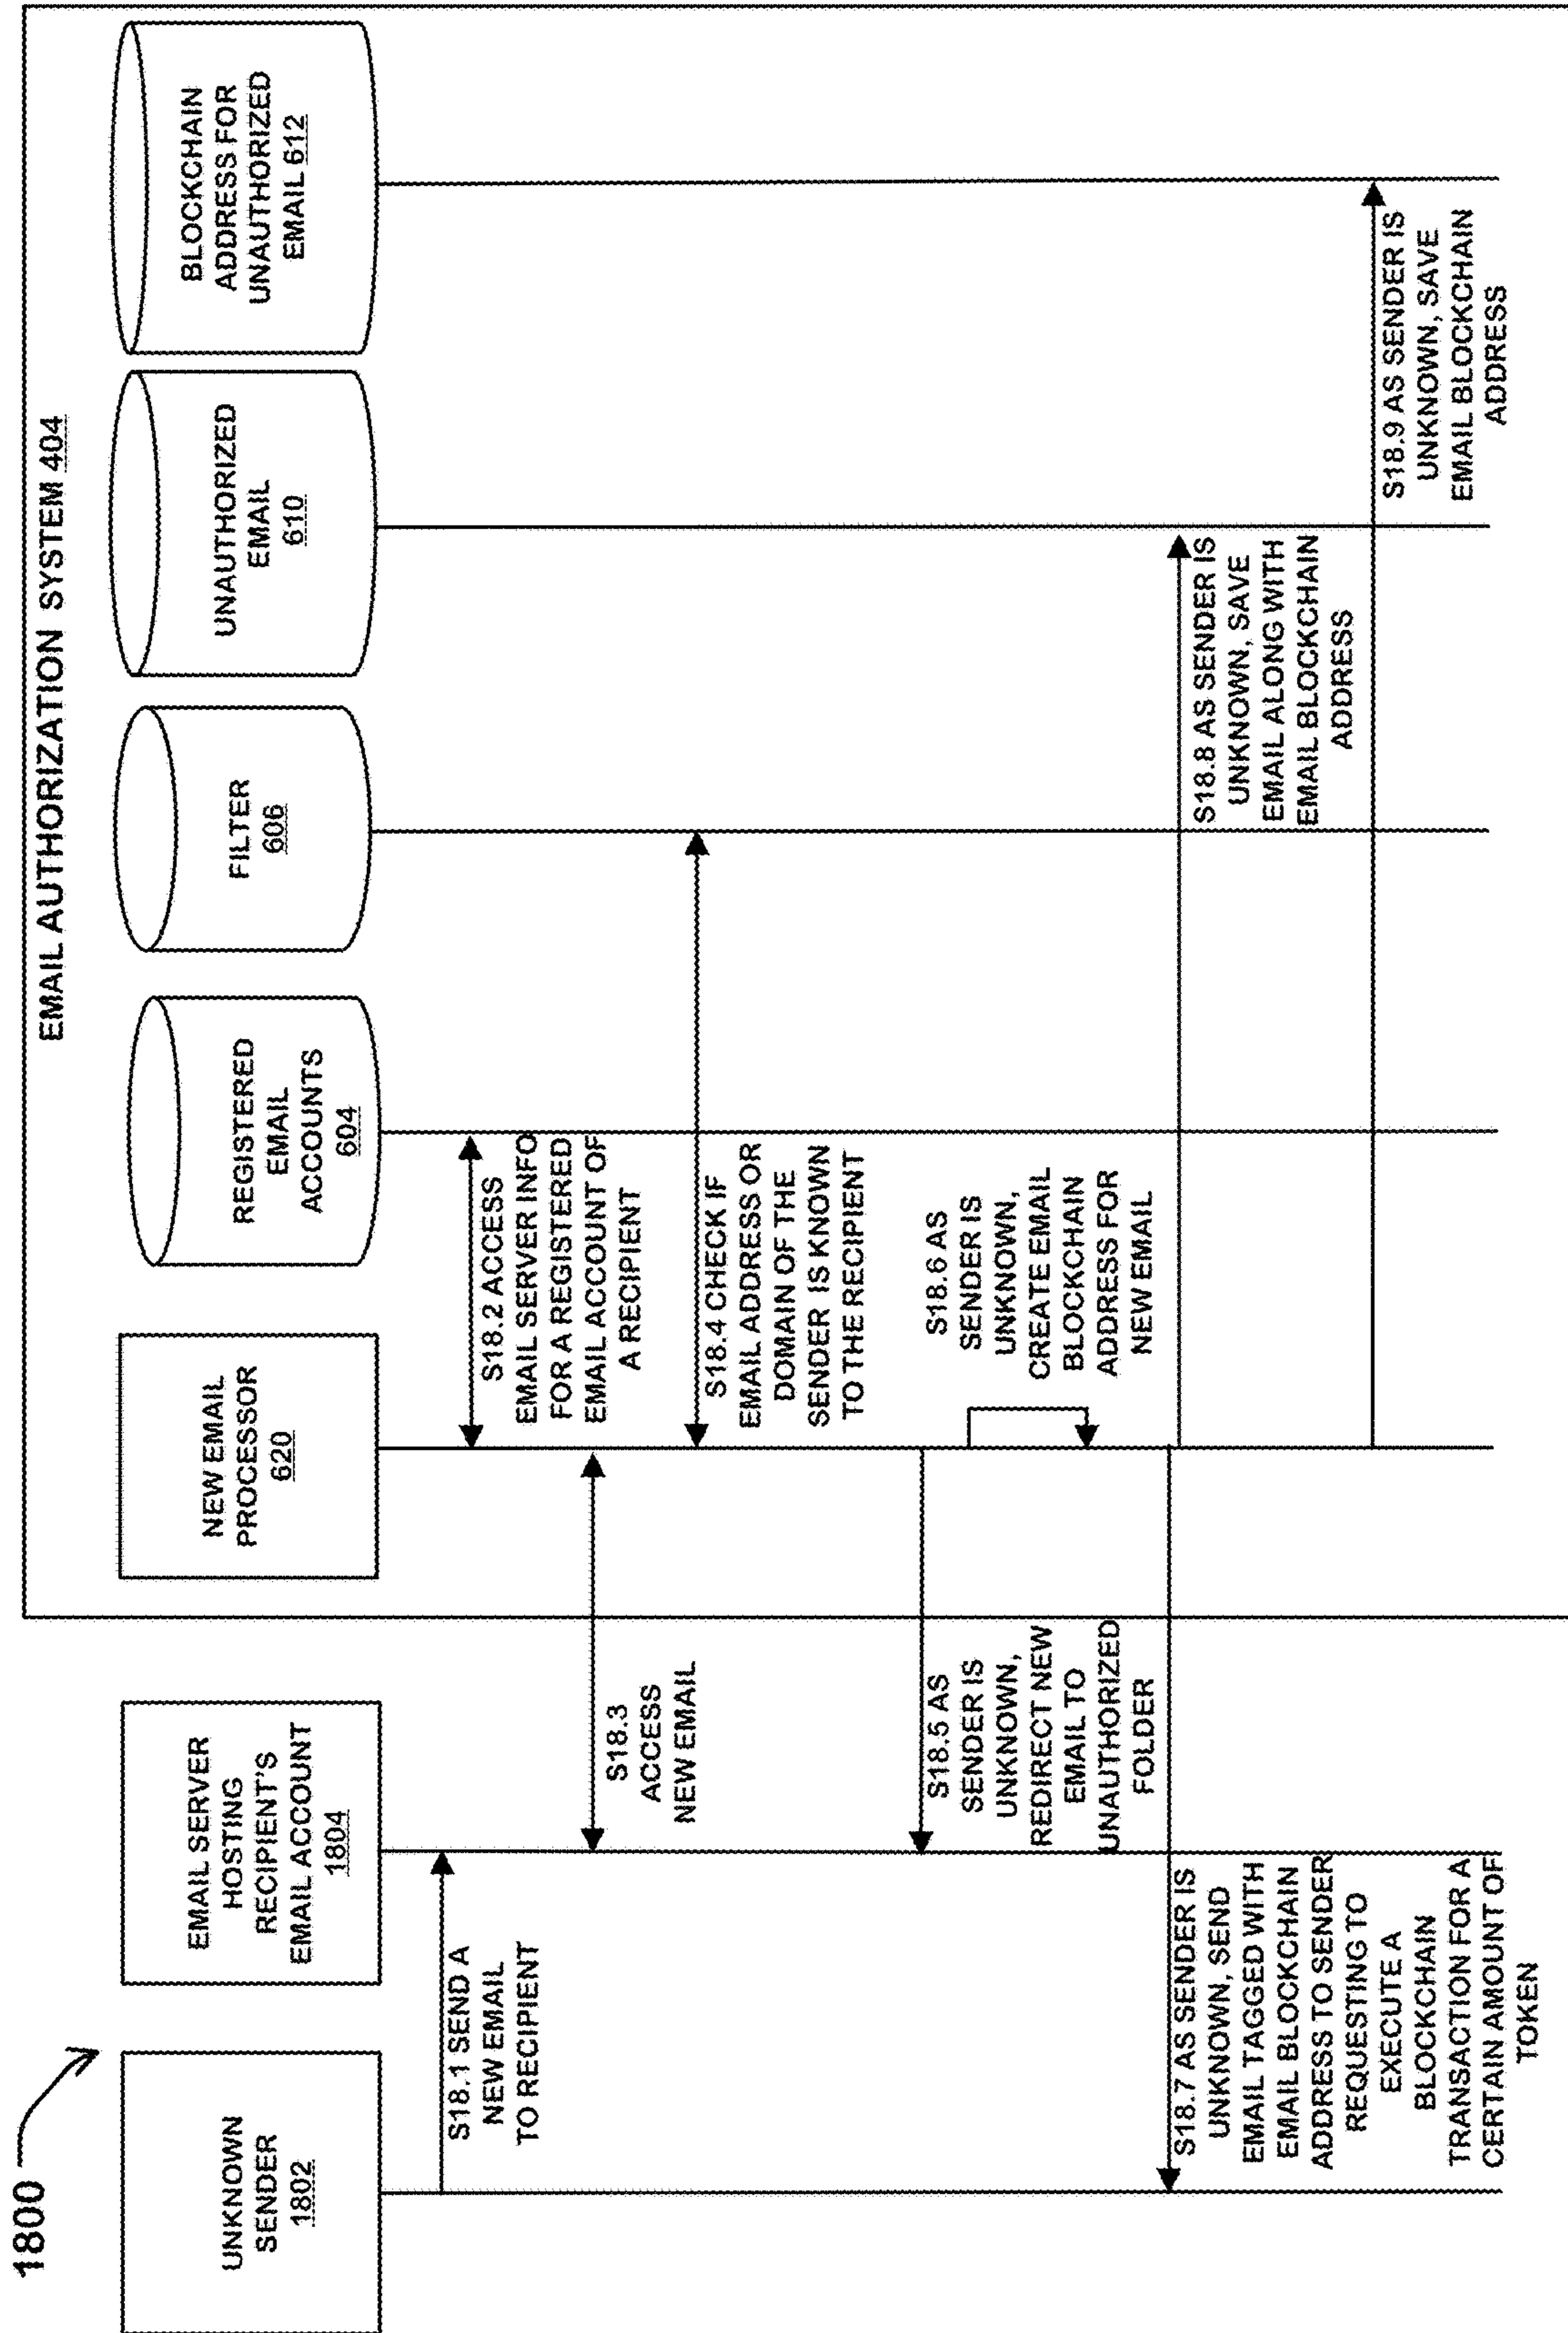 1800
EMAIL AUTHORIZATION SYSTEM 404
UNKNOWN
SENDER
1802
EMAIL SERVER
HOSTING
RECIPIENT'S
EMAIL ACCOUNT
1804
NEW EMAIL
PROCESSOR
620
REGISTERED
EMAIL
ACCOUNTS
604
FILTER
606
UNAUTHORIZED
EMAIL
610
BLOCKCHAIN
ADDRESS FOR
UNAUTHORIZED
EMAIL 612
S18.1 SEND A
NEW EMAIL
TO RECIPIENT
S18.2 ACCESS
EMAIL SERVER INFO
FOR A REGISTERED
EMAIL ACCOUNT OF
A RECIPIENT
S18.3
ACCESS
NEW EMAIL
S18.4 CHECK IF
EMAIL ADDRESS OR
DOMAIN OF THE
SENDER IS KNOWN
TO THE RECIPIENT
S18.5 AS
SENDER IS
UNKNOWN,
REDIRECT NEW
EMAIL TO
UNAUTHORIZED
FOLDER
S18.6 AS
SENDER IS
UNKNOWN,
CREATE EMAIL
BLOCKCHAIN
ADDRESS FOR
NEW EMAIL
S18.7 AS SENDER IS
UNKNOWN, SEND
EMAIL TAGGED WITH
EMAIL BLOCKCHAIN
ADDRESS TO SENDER
REQUESTING TO
EXECUTE A
BLOCKCHAIN
TRANSACTION FOR A
CERTAIN AMOUNT OF
TOKEN
S18.8 AS SENDER IS
UNKNOWN, SAVE
EMAIL ALONG WITH
EMAIL BLOCKCHAIN
ADDRESS
S18.9 AS SENDER IS
UNKNOWN, SAVE
EMAIL BLOCKCHAIN
ADDRESS